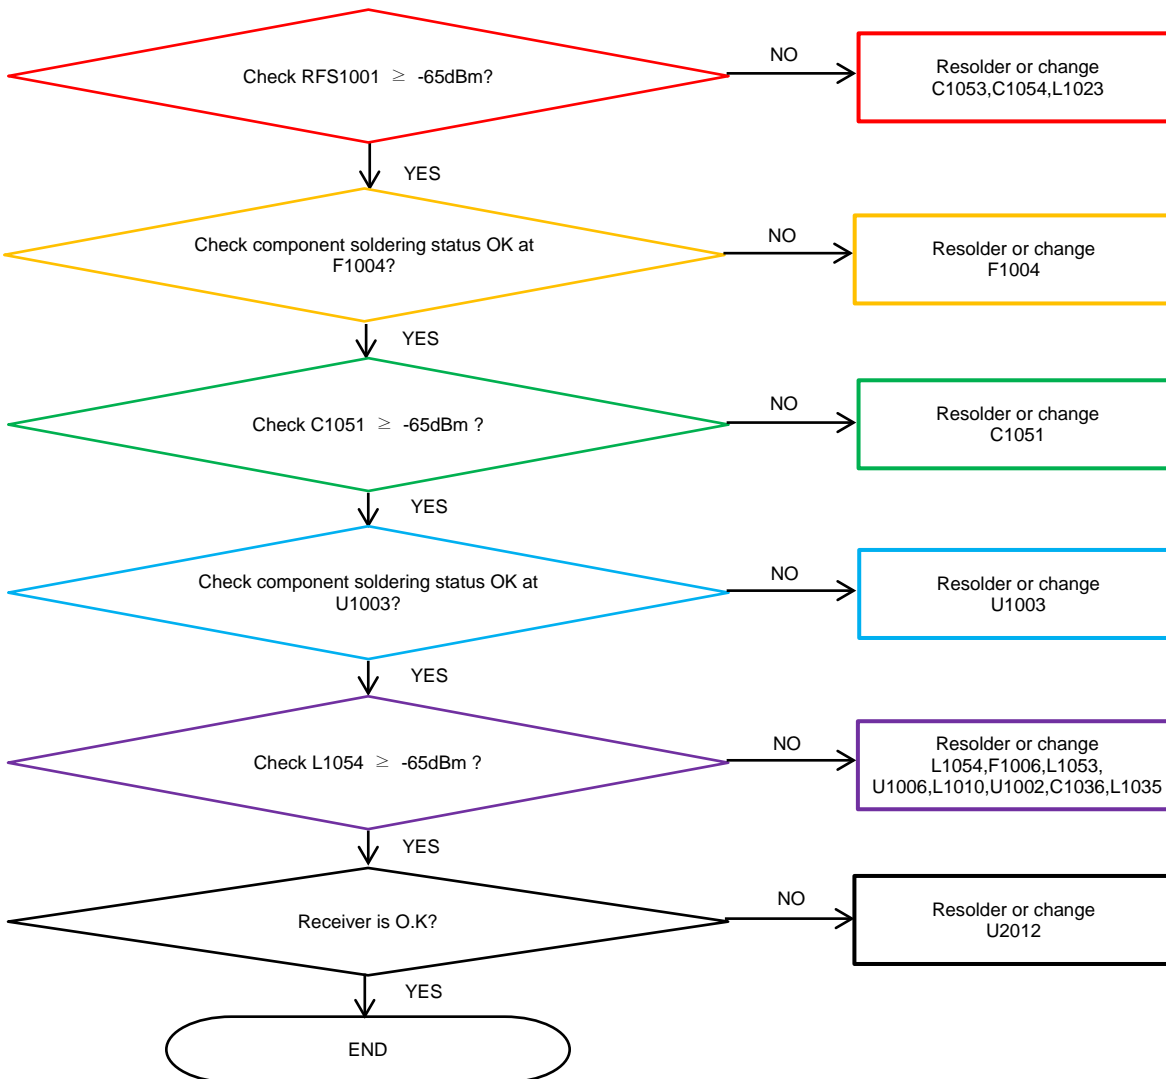 Check RFS1001 ≥ -65dBm?
NO
Resolder or change
C1053,C1054,L1023
YES
Check component soldering status OK at
F1004?
NO
Resolder or change
F1004
YES
Check C1051 ≥ -65dBm ?
NO
Resolder or change
C1051
YES
Check component soldering status OK at
U1003?
NO
Resolder or change
U1003
YES
Check L1054 ≥ -65dBm ?
NO
Resolder or change
L1054,F1006,L1053,
U1006,L1010,U1002,C1036,L1035
YES
Receiver is O.K?
NO
Resolder or change
U2012
YES
END